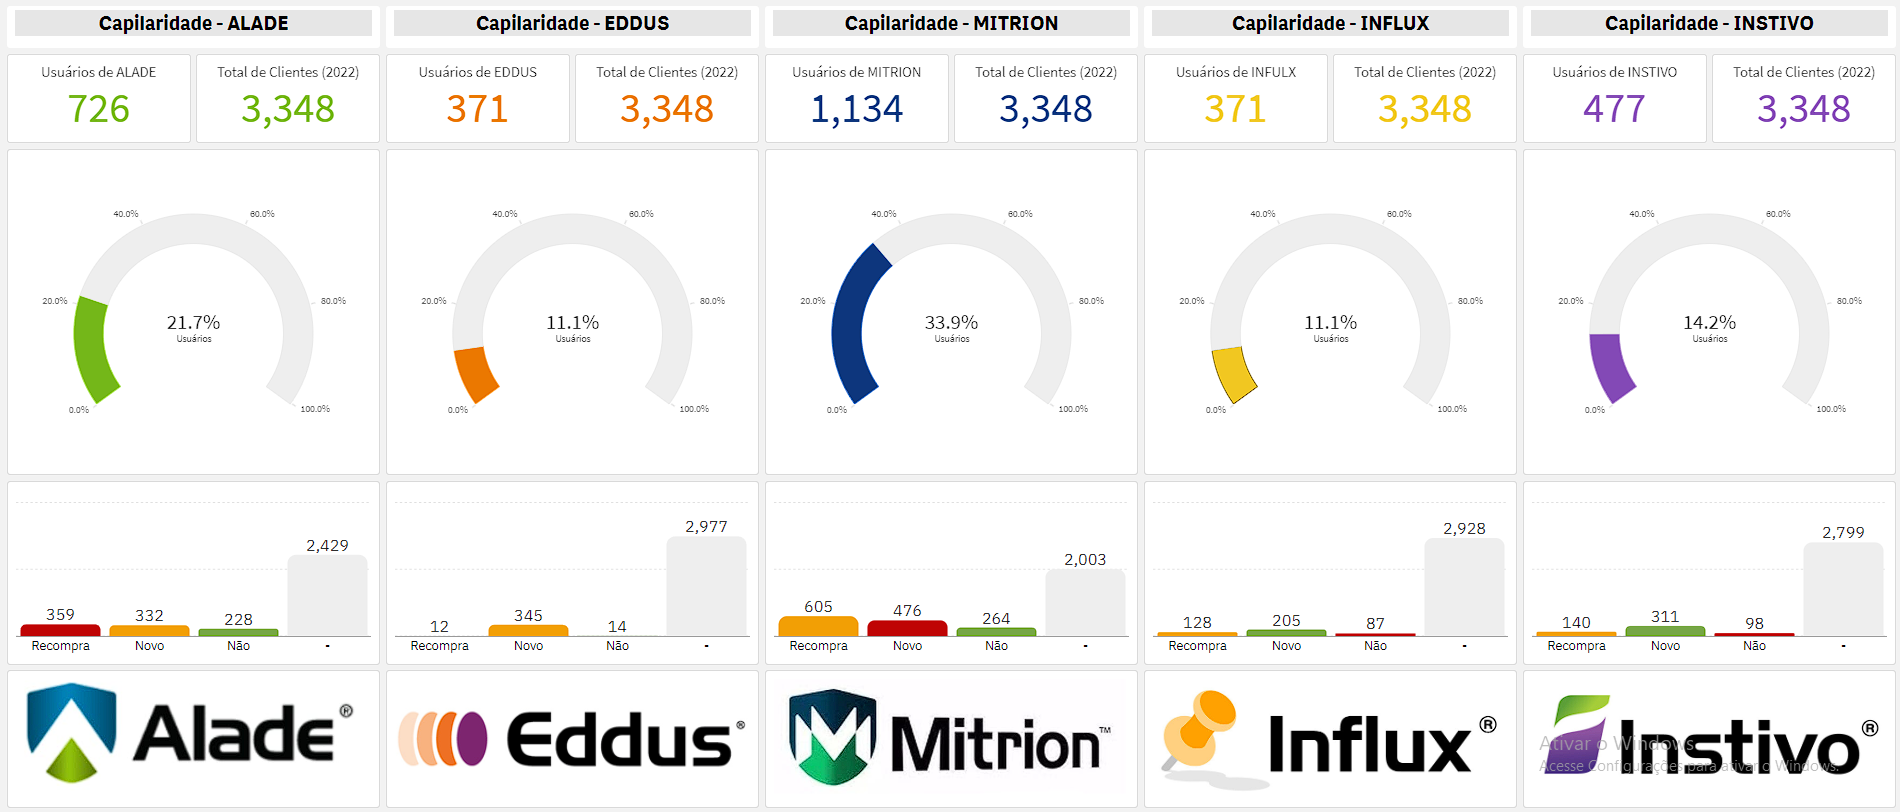 Capilaridade - ALADE
Usuários de ALADE
726
Total de Clientes (2022)
3,348
40.0%
60.0%
20.0%
80.0%
21.7%
Usuários
0.0%
100.0%
359
332
228
2,429
Recompra
Novo
Não
-
Alade®
Capilaridade - EDDUS
Usuários de EDDUS
371
Total de Clientes (2022)
3,348
40.0%
60.0%
20.0%
80.0%
11.1%
Usuários
0.0%
100.0%
12
345
14
2,977
Recompra
Novo
Não
-
Eddus®
Capilaridade - MITRION
Usuários de MITRION
1,134
Total de Clientes (2022)
3,348
40.0%
60.0%
20.0%
80.0%
33.9%
Usuários
0.0%
100.0%
605
476
264
2,003
Recompra
Novo
Não
-
Mitrion™
Capilaridade - INFLUX
Usuários de INFULX
371
Total de Clientes (2022)
3,348
40.0%
60.0%
20.0%
80.0%
11.1%
Usuários
0.0%
100.0%
128
205
87
2,928
Recompra
Novo
Não
-
Influx®
Capilaridade - INSTIVO
Usuários de INSTIVO
477
Total de Clientes (2022)
3,348
40.0%
60.0%
20.0%
80.0%
14.2%
Usuários
0.0%
100.0%
140
311
98
2,799
Recompra
Novo
Não
-
Instivo®
Ativar o Windows
Acesse Configurações para ativar o Windows.